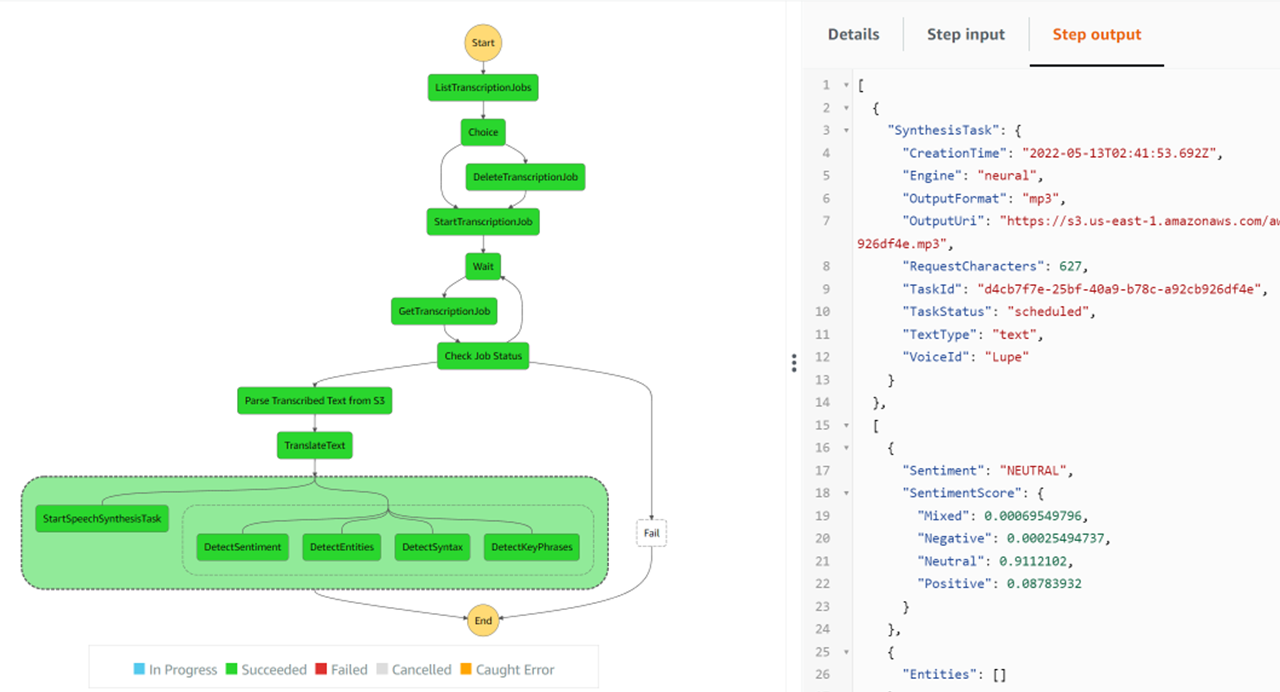 Start
ListTranscriptionJobs
Choice
DeleteTranscriptionJob
StartTranscriptionJob
Wait
GetTranscriptionJob
Check Job Status
Parse Transcribed Text from S3
TranslateText
StartSpeechSynthesisTask
DetectSentiment DetectEntities DetectSyntax DetectKeyPhrases
Fail
End
In Progress Succeeded Failed Cancelled Caught Error
Details Step input Step output
1 [
2 {
3 "SynthesisTask": {
4 "CreationTime": "2022-05-13T02:41:53.692Z",
5 "Engine": "neural",
6 "OutputFormat": "mp3",
7 "OutputUri": "https://s3.us-east-1.amazonaws.com/aw
926df4e.mp3",
8 "RequestCharacters": 627,
9 "TaskId": "d4cb7f7e-25bf-40a9-b78c-a92cb926df4e",
10 "TaskStatus": "scheduled",
11 "TextType": "text",
12 "VoiceId": "Lupe"
13 }
14 },
15 [
16 {
17 "Sentiment": "NEUTRAL",
18 "SentimentScore": {
19 "Mixed": 0.00069549796,
20 "Negative": 0.00025494737,
21 "Neutral": 0.9112102,
22 "Positive": 0.08783932
23 }
24 },
25 {
26 "Entities": []